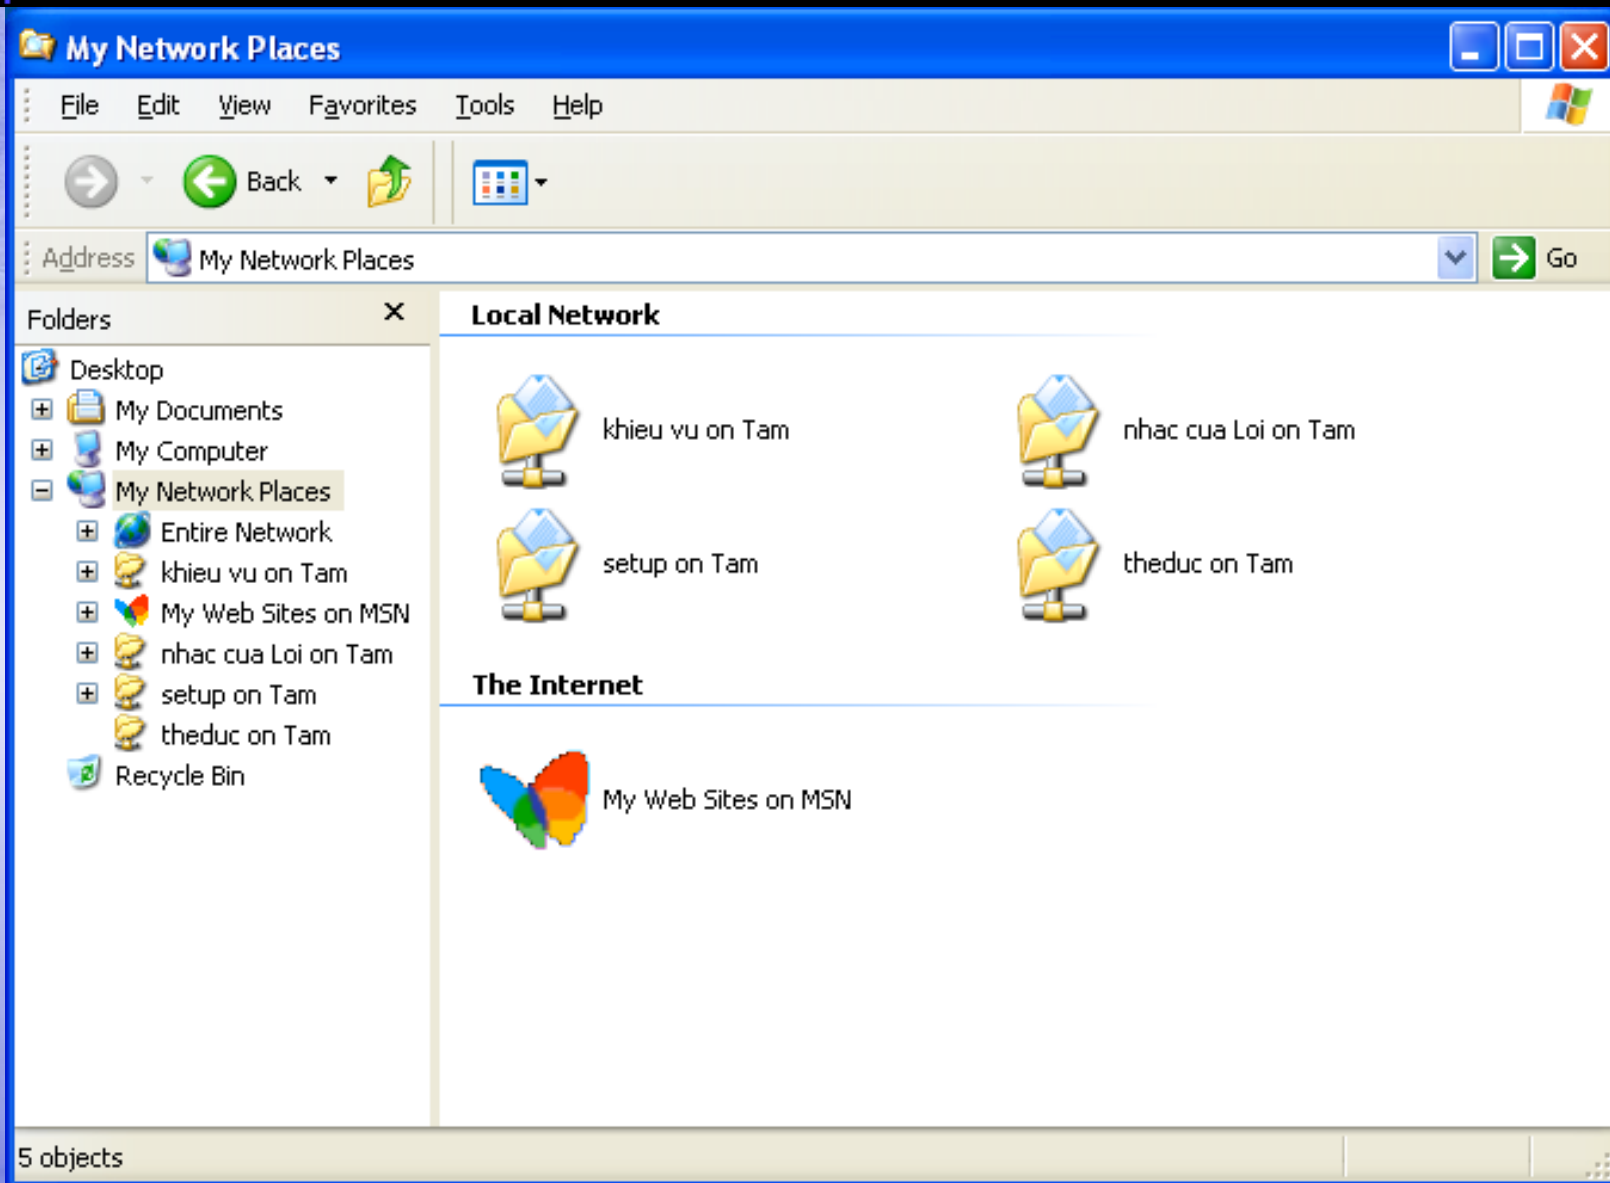 My Network Places
File Edit View Favorites Tools Help
Back
Address My Network Places Go
Folders
Desktop
My Documents
My Computer
My Network Places
Entire Network
khieu vu on Tam
My Web Sites on MSN
nhac cua Loi on Tam
setup on Tam
theduc on Tam
Recycle Bin
Local Network
khieu vu on Tam
nhac cua Loi on Tam
setup on Tam
theduc on Tam
The Internet
My Web Sites on MSN
5 objects